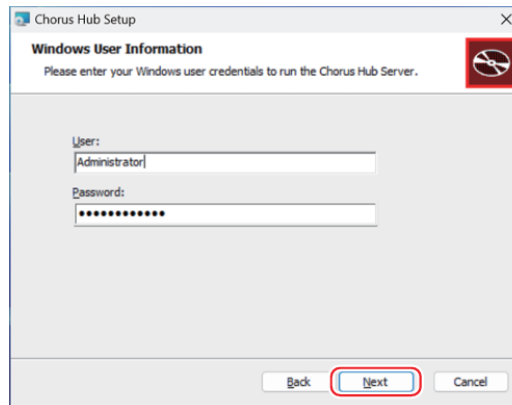 Chorus Hub Setup
Windows User Information
Please enter your Windows user credentials to run the Chorus Hub Server.
User:
Administrator
Password:
●●●●●●●●●●●●
Back Next Cancel